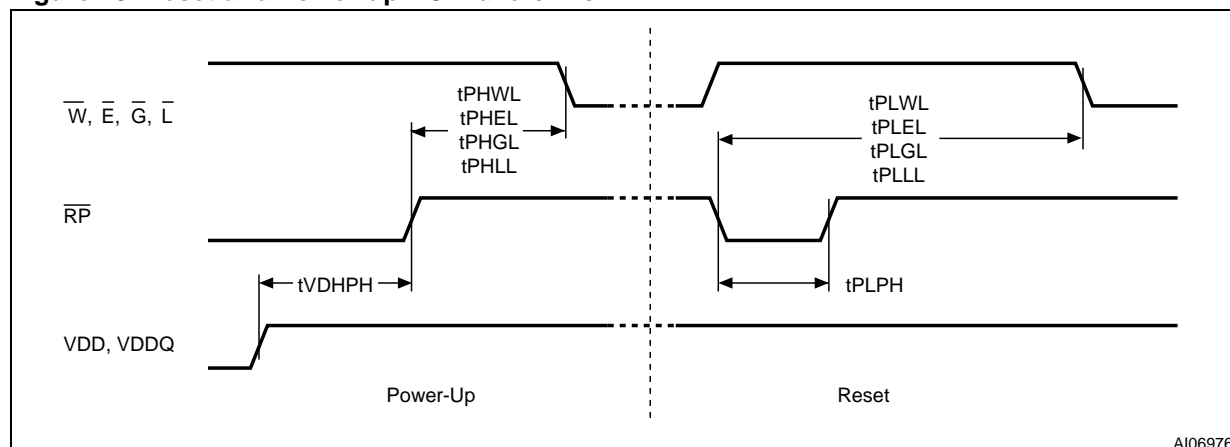 W, E, G, L
tPHWL
tPHEL
tPHGL
tPHLL
tPLWL
tPLEL
tPLGL
tPLLL
RP
tVDHPH
tPLPH
VDD, VDDQ
Power-Up
Reset
AI06976